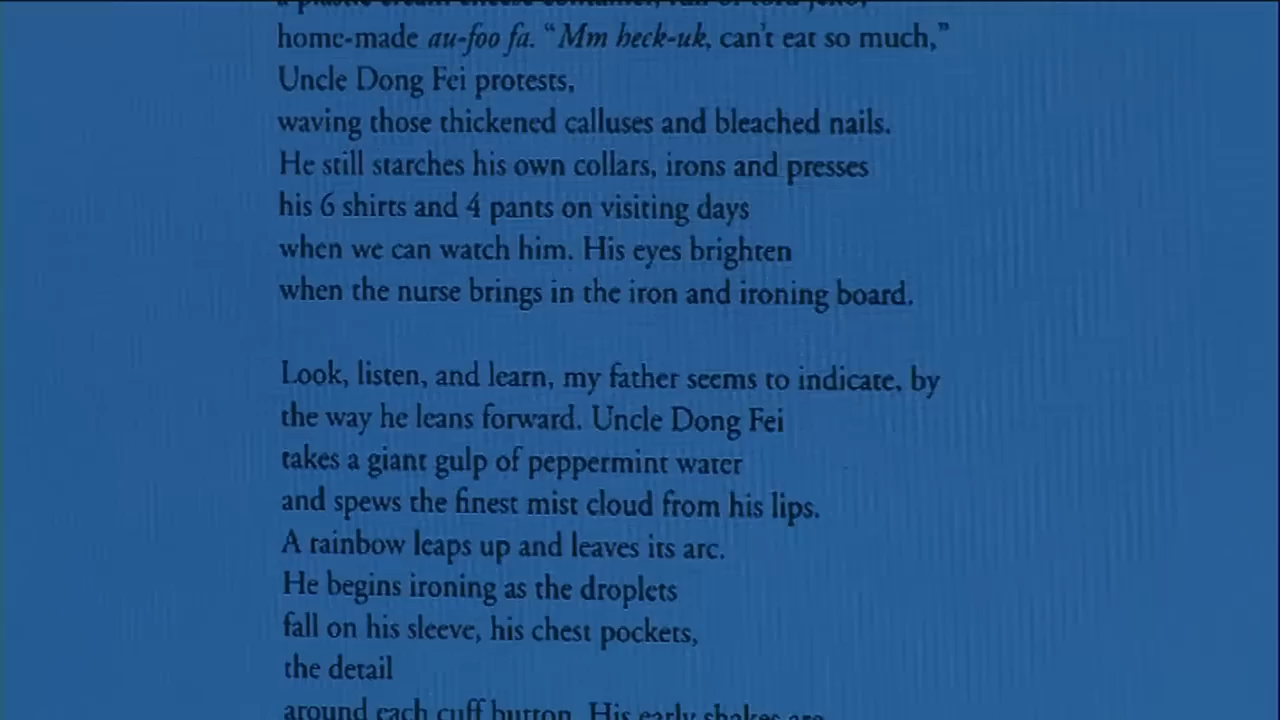 home-made au-foo fa. “Mm heck-uk, can’t eat so much,”
Uncle Dong Fei protests,
waving those thickened calluses and bleached nails.
He still starches his own collars, irons and presses
his 6 shirts and 4 pants on visiting days
when we can watch him. His eyes brighten
when the nurse brings in the iron and ironing board.
Look, listen, and learn, my father seems to indicate, by
the way he leans forward. Uncle Dong Fei
takes a giant gulp of peppermint water
and spews the finest mist cloud from his lips.
A rainbow leaps up and leaves its arc.
He begins ironing as the droplets
fall on his sleeve, his chest pockets,
the detail
around each cuff button. His early shakes are